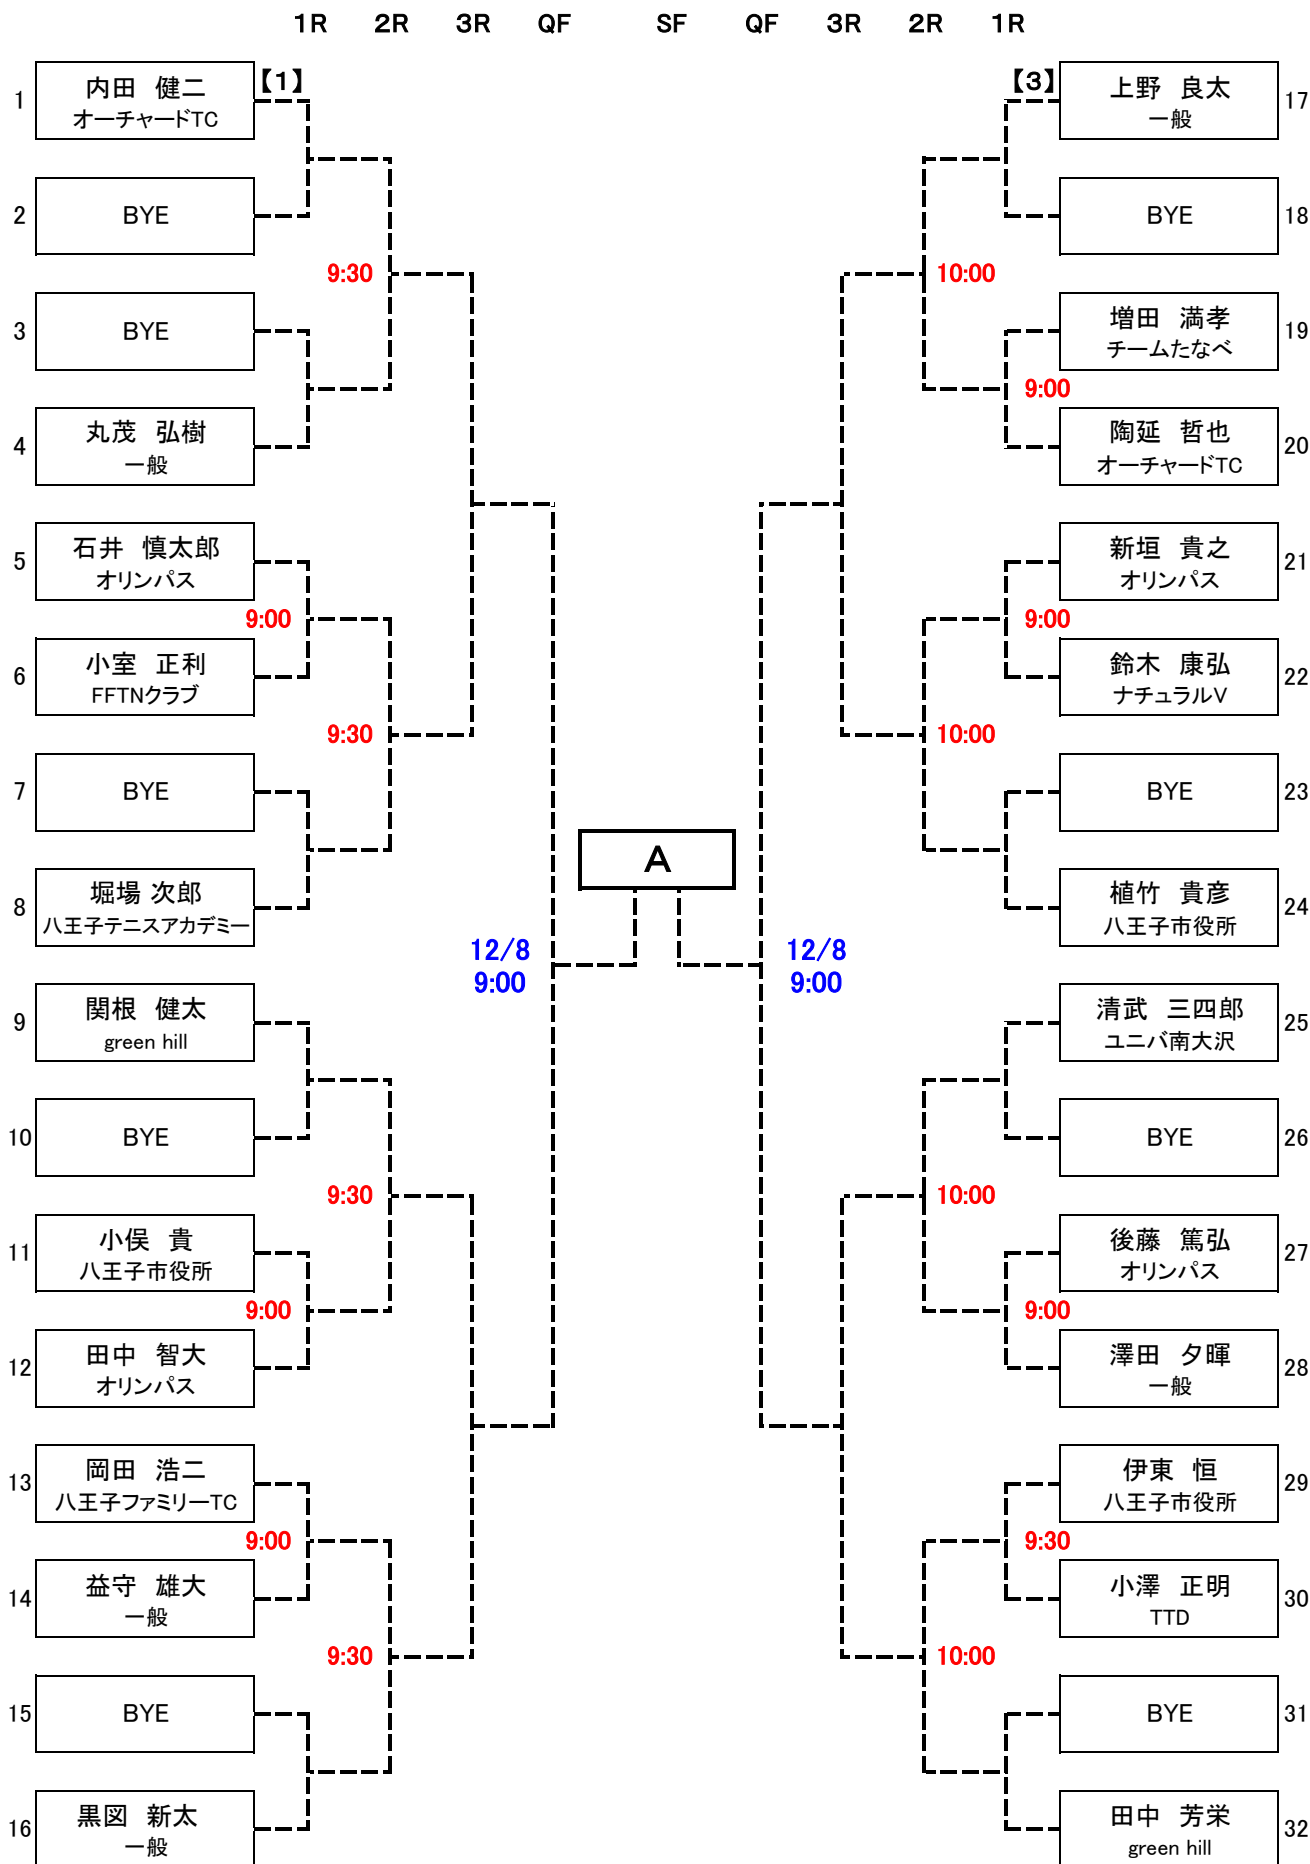 1R 2R 3R QF SF QF 3R 2R 1R
1 内田 健二 【1】
オーチャードTC
2 BYE
9:30
3 BYE
4 丸茂 弘樹
一般
5 石井 慎太郎
オリンパス
9:00
6 小室 正利
FFTNクラブ
9:30
7 BYE
8 堀場 次郎
八王子テニスアカデミー
12/8
9:00
9 関根 健太
green hill
10 BYE
9:30
11 小俣 貴
八王子市役所
9:00
12 田中 智大
オリンパス
13 岡田 浩二
八王子ファミリーTC
9:00
14 益守 雄大
一般
9:30
15 BYE
16 黒図 新太
一般
A
【3】 上野 良太 17
一般
BYE 18
10:00
増田 満孝 19
チームたなべ
9:00
陶延 哲也 20
オーチャードTC
新垣 貴之 21
オリンパス
9:00
鈴木 康弘 22
ナチュラルV
10:00
BYE 23
植竹 貴彦 24
八王子市役所
12/8
9:00
清武 三四郎 25
ユニバ南大沢
BYE 26
10:00
後藤 篤弘 27
オリンパス
9:00
澤田 夕暉 28
一般
伊東 恒 29
八王子市役所
9:30
小澤 正明 30
TTD
10:00
BYE 31
田中 芳栄 32
green hill